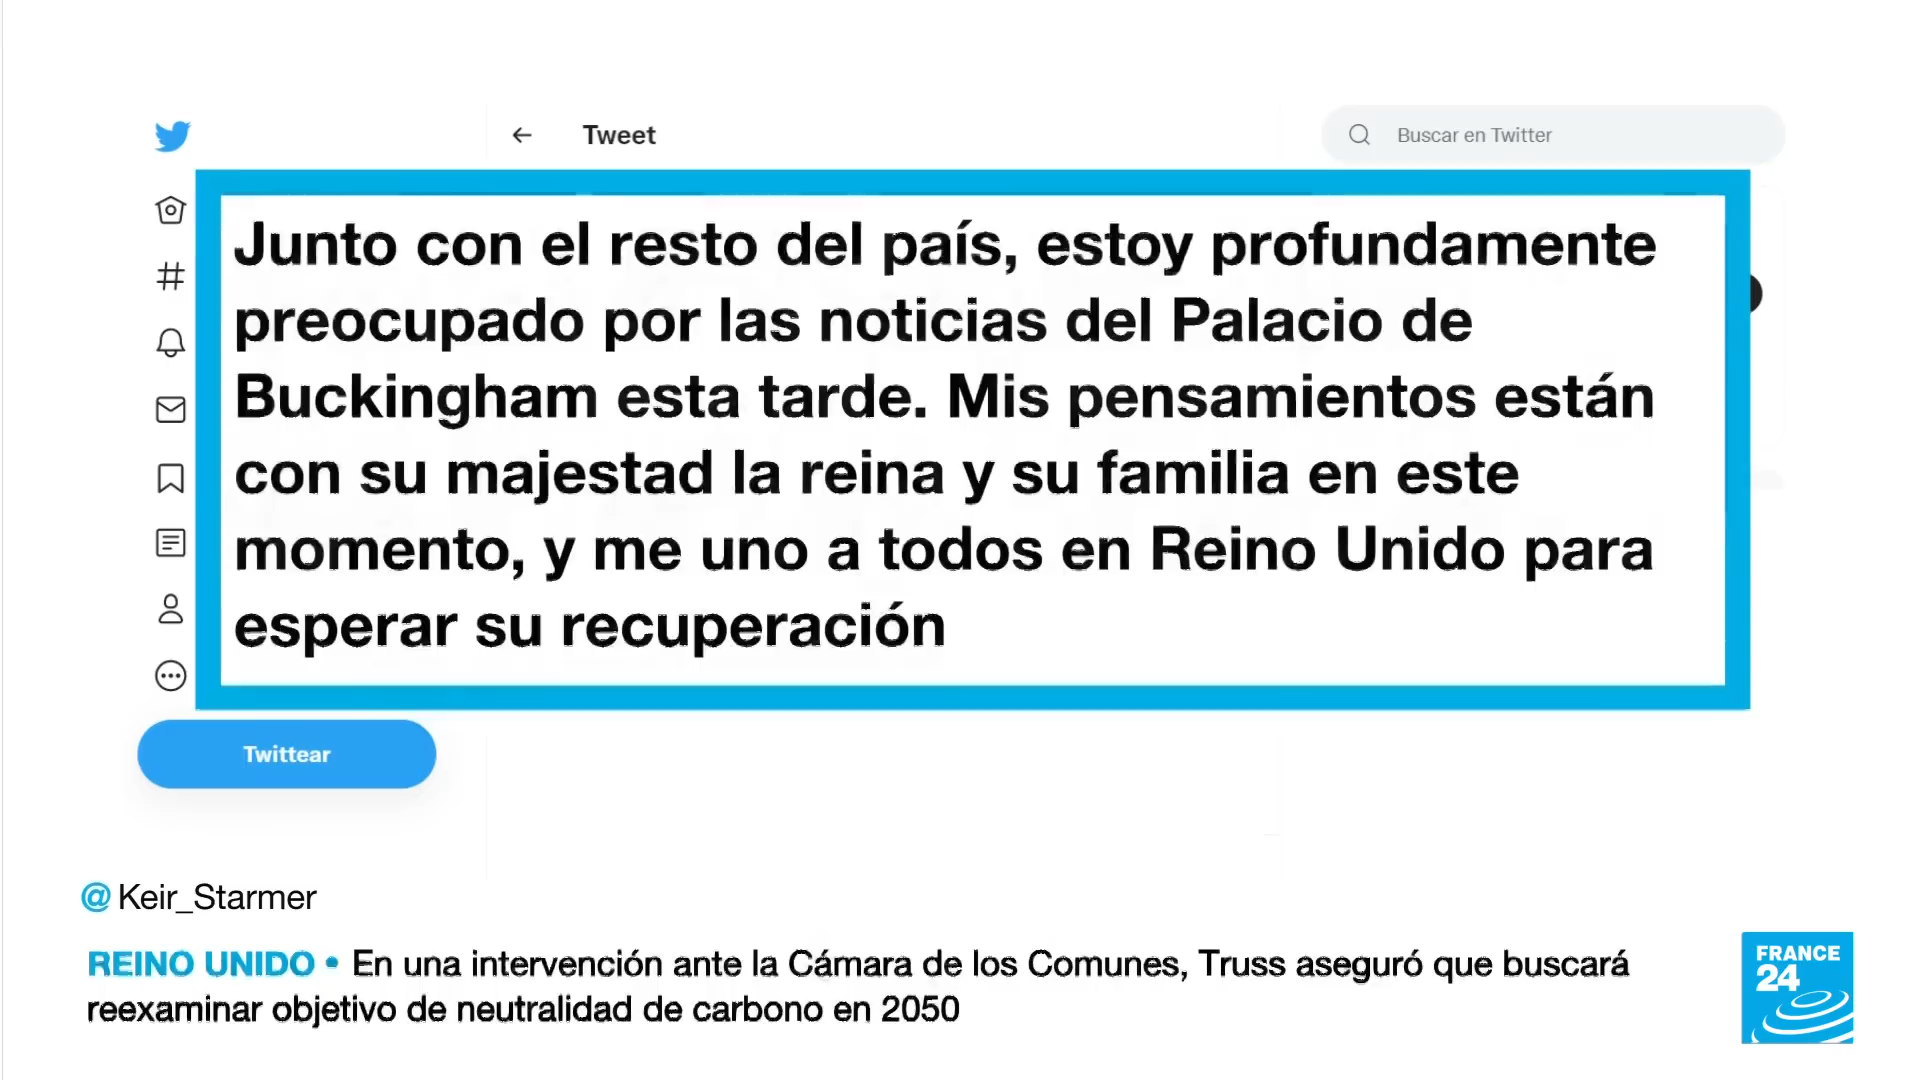 Tweet
Buscar en Twitter
Junto con el resto del país, estoy profundamente
preocupado por las noticias del Palacio de
Buckingham esta tarde. Mis pensamientos están
con su majestad la reina y su familia en este
momento, y me uno a todos en Reino Unido para
esperar su recuperación
Twittear
@Keir_Starmer
REINO UNIDO • En una intervención ante la Cámara de los Comunes, Truss aseguró que buscará
reexaminar objetivo de neutralidad de carbono en 2050
FRANCE
24